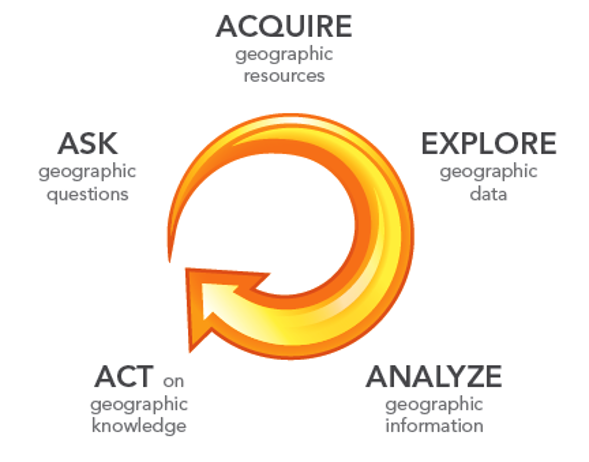 ACQUIRE
geographic
resources
ASK
geographic
questions
EXPLORE
geographic
data
ACT on
geographic
knowledge
ANALYZE
geographic
information